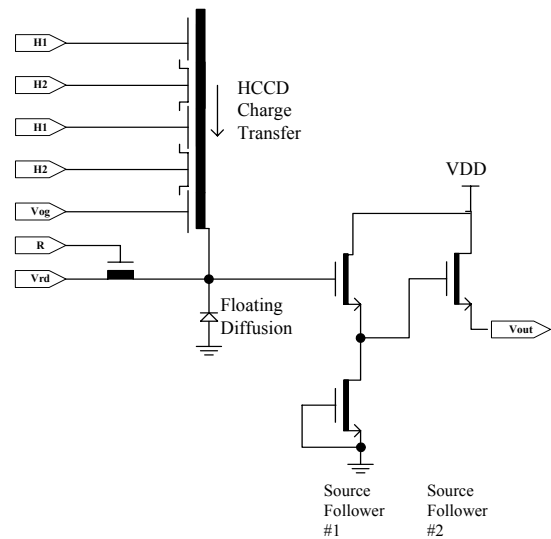 H1
H2
HCCD
Charge
Transfer
H1
H2
Vog
R
Vrd
VDD
Floating
Diffusion
Vout
Source
Follower
#1
Source
Follower
#2